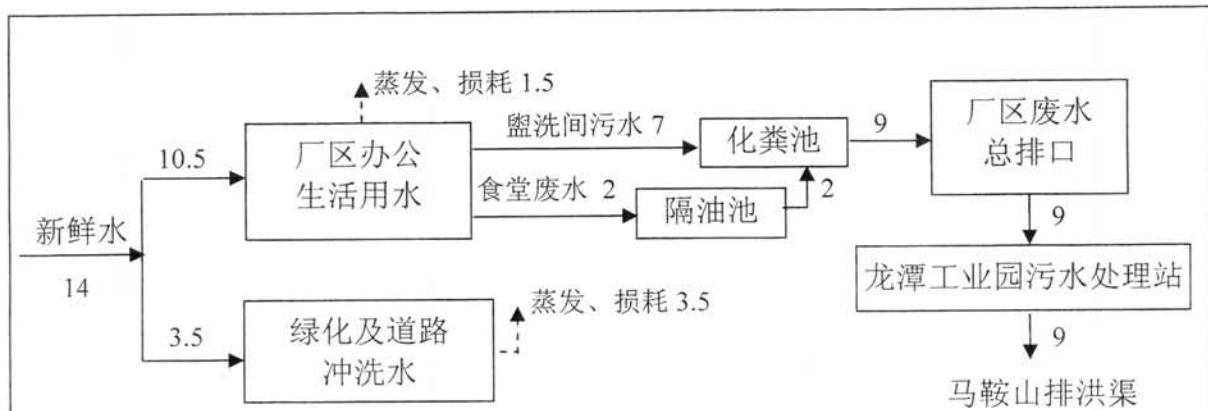 蒸发、损耗 1.5
厂区办公
生活用水
盥洗间污水 7
化粪池
9
厂区废水
总排口
10.5
食堂废水 2
隔油池
2
9
新鲜水
14
龙潭工业园污水处理站
蒸发、损耗 3.5
3.5
绿化及道路
冲洗水
9
马鞍山排洪渠